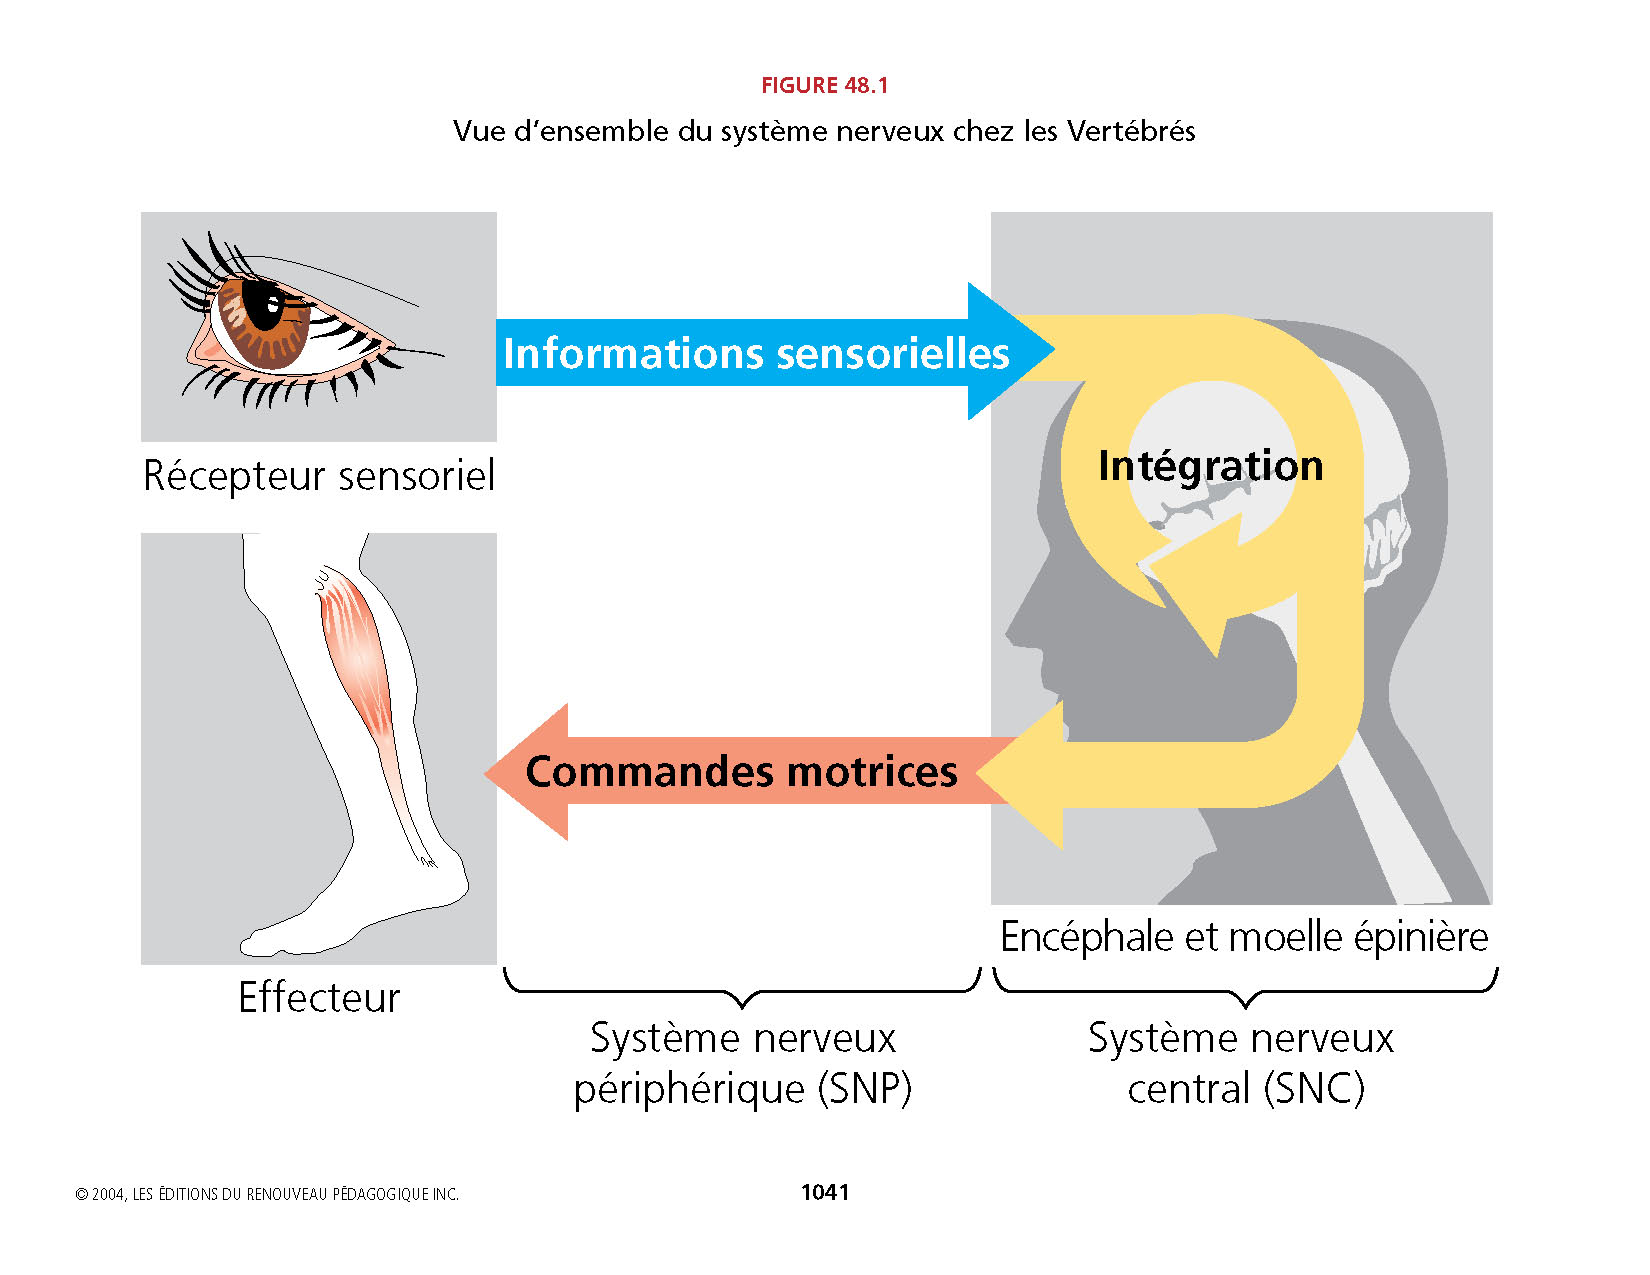 FIGURE 48.1
Vue d'ensemble du système nerveux chez les Vertébrés
Informations sensorielles
Récepteur sensoriel
Intégration
Commandes motrices
Encéphale et moelle épinière
Effecteur
Système nerveux
périphérique (SNP)
Système nerveux
central (SNC)
© 2004, LES ÉDITIONS DU RENOUVEAU PÉDAGOGIQUE INC.
1041